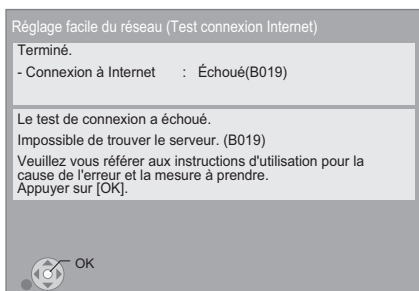 Réglage facile du réseau (Test connexion Internet)
Terminé.
- Connexion à Internet : Échoué(B019)
Le test de connexion a échoué.
Impossible de trouver le serveur. (B019)
Veuillez vous référer aux instructions d'utilisation pour la
cause de l'erreur et la mesure à prendre.
Appuyer sur [OK].
OK